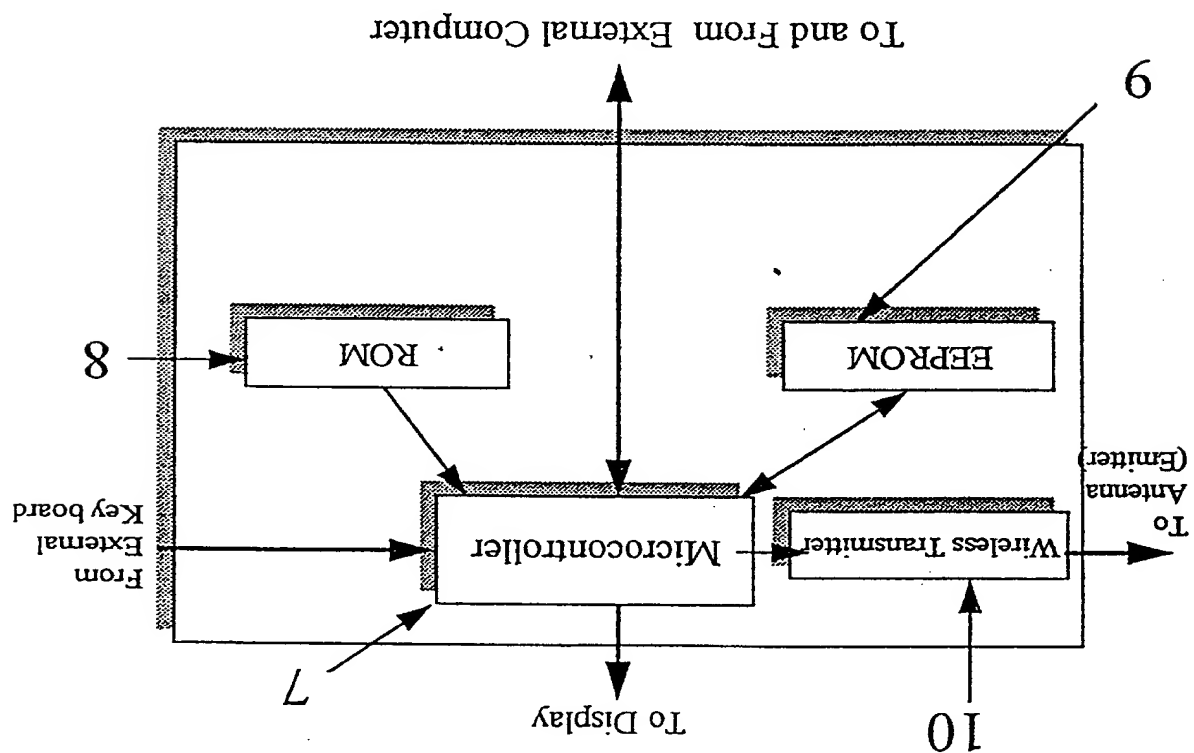 10
To Display
7
To
Antenna
(Emitter)
Wireless Transmitter
Microcontroller
From
External
Key board
EEPROM
ROM
8
9
To and From External Computer